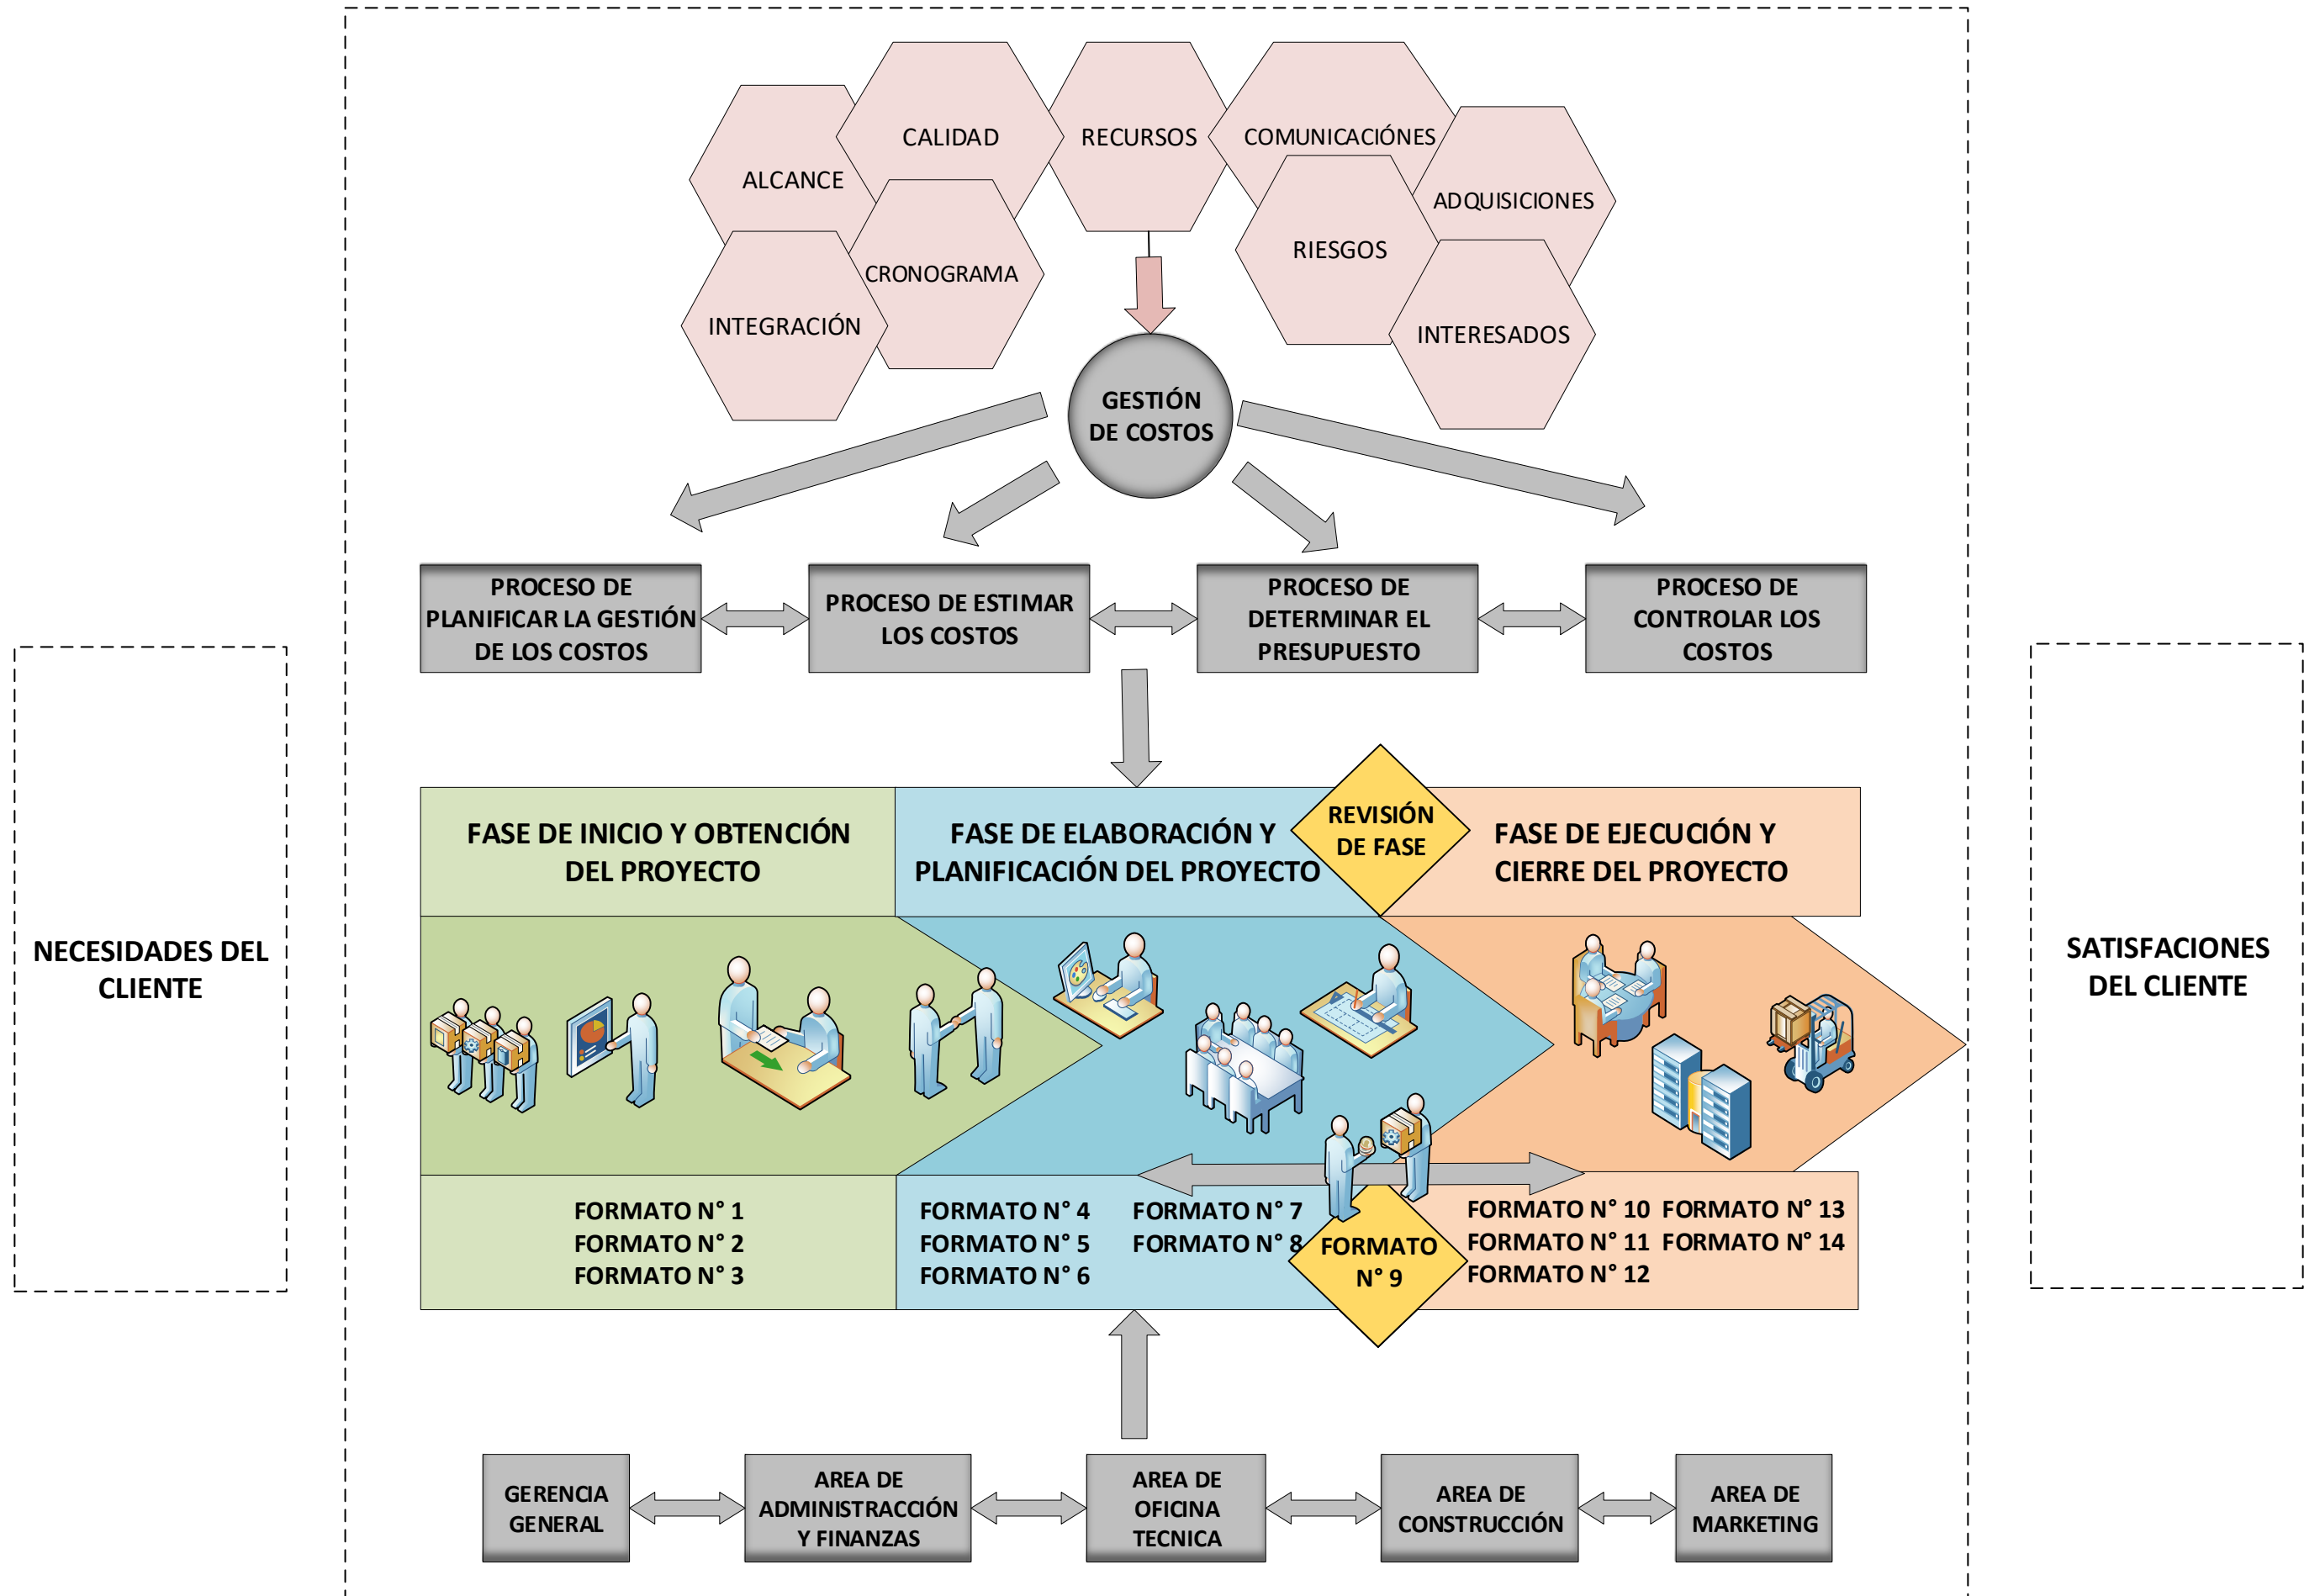 CALIDAD
RECURSOS
COMUNICACIÓNES
ALCANCE
ADQUISICIONES
RIESGOS
CRONOGRAMA
INTEGRACIÓN
INTERESADOS
GESTIÓN
DE COSTOS
PROCESO DE
PLANIFICAR LA GESTIÓN
DE LOS COSTOS
PROCESO DE ESTIMAR
LOS COSTOS
PROCESO DE
DETERMINAR EL
PRESUPUESTO
PROCESO DE
CONTROLAR LOS
COSTOS
NECESIDADES DEL
CLIENTE
FASE DE INICIO Y OBTENCIÓN
DEL PROYECTO
FASE DE ELABORACIÓN Y
PLANIFICACIÓN DEL PROYECTO
REVISIÓN
DE FASE
FASE DE EJECUCIÓN Y
CIERRE DEL PROYECTO
SATISFACIONES
DEL CLIENTE
FORMATO N° 1
FORMATO N° 2
FORMATO N° 3
FORMATO N° 4
FORMATO N° 5
FORMATO N° 6
FORMATO N° 7
FORMATO N° 8
FORMATO
N° 9
FORMATO N° 10
FORMATO N° 11
FORMATO N° 12
FORMATO N° 13
FORMATO N° 14
GERENCIA
GENERAL
AREA DE
ADMINISTRACCIÓN
Y FINANZAS
AREA DE
OFICINA
TECNICA
AREA DE
CONSTRUCCIÓN
AREA DE
MARKETING